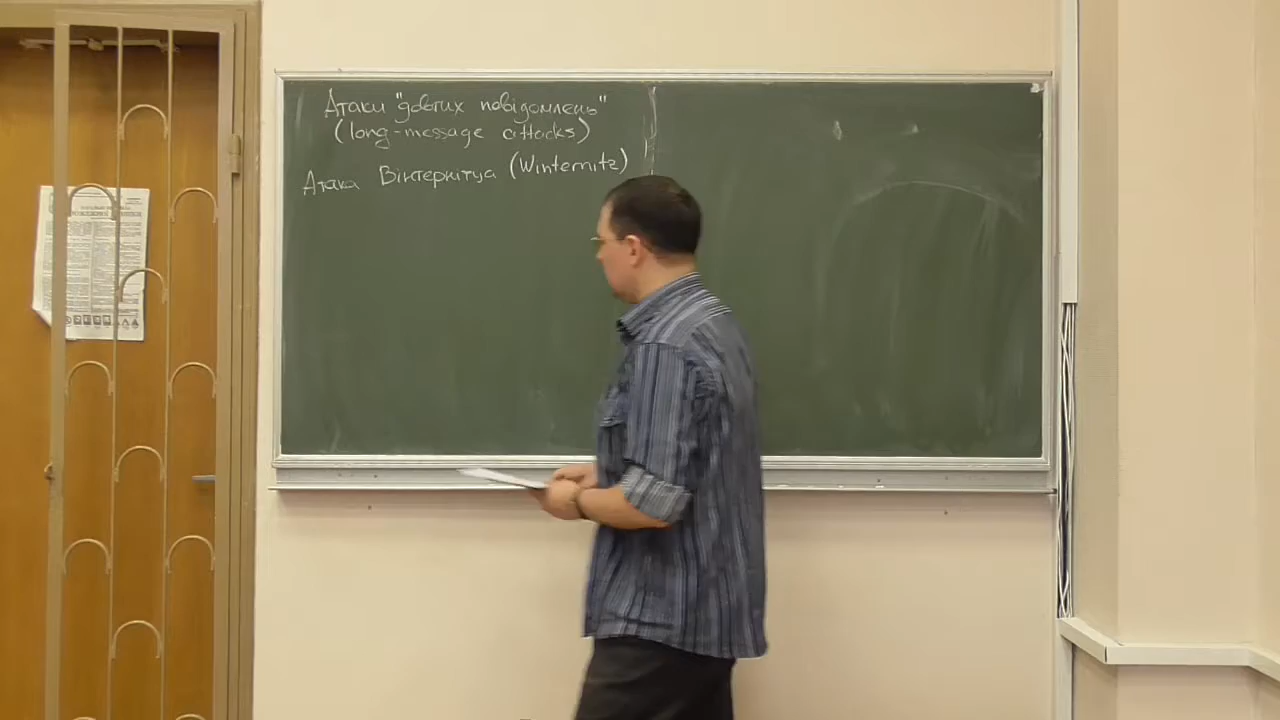 Атаки "довгих повідомлень"
(long-message attacks)
Атака Вінтерніца (Winternitz)